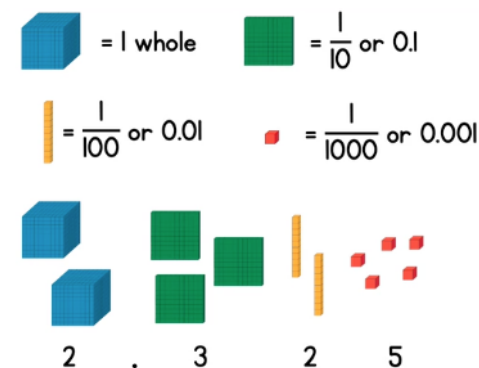 = 1 whole = 1/10 or 0.1
= 1/100 or 0.01 = 1/1000 or 0.001
2 . 3 2 5